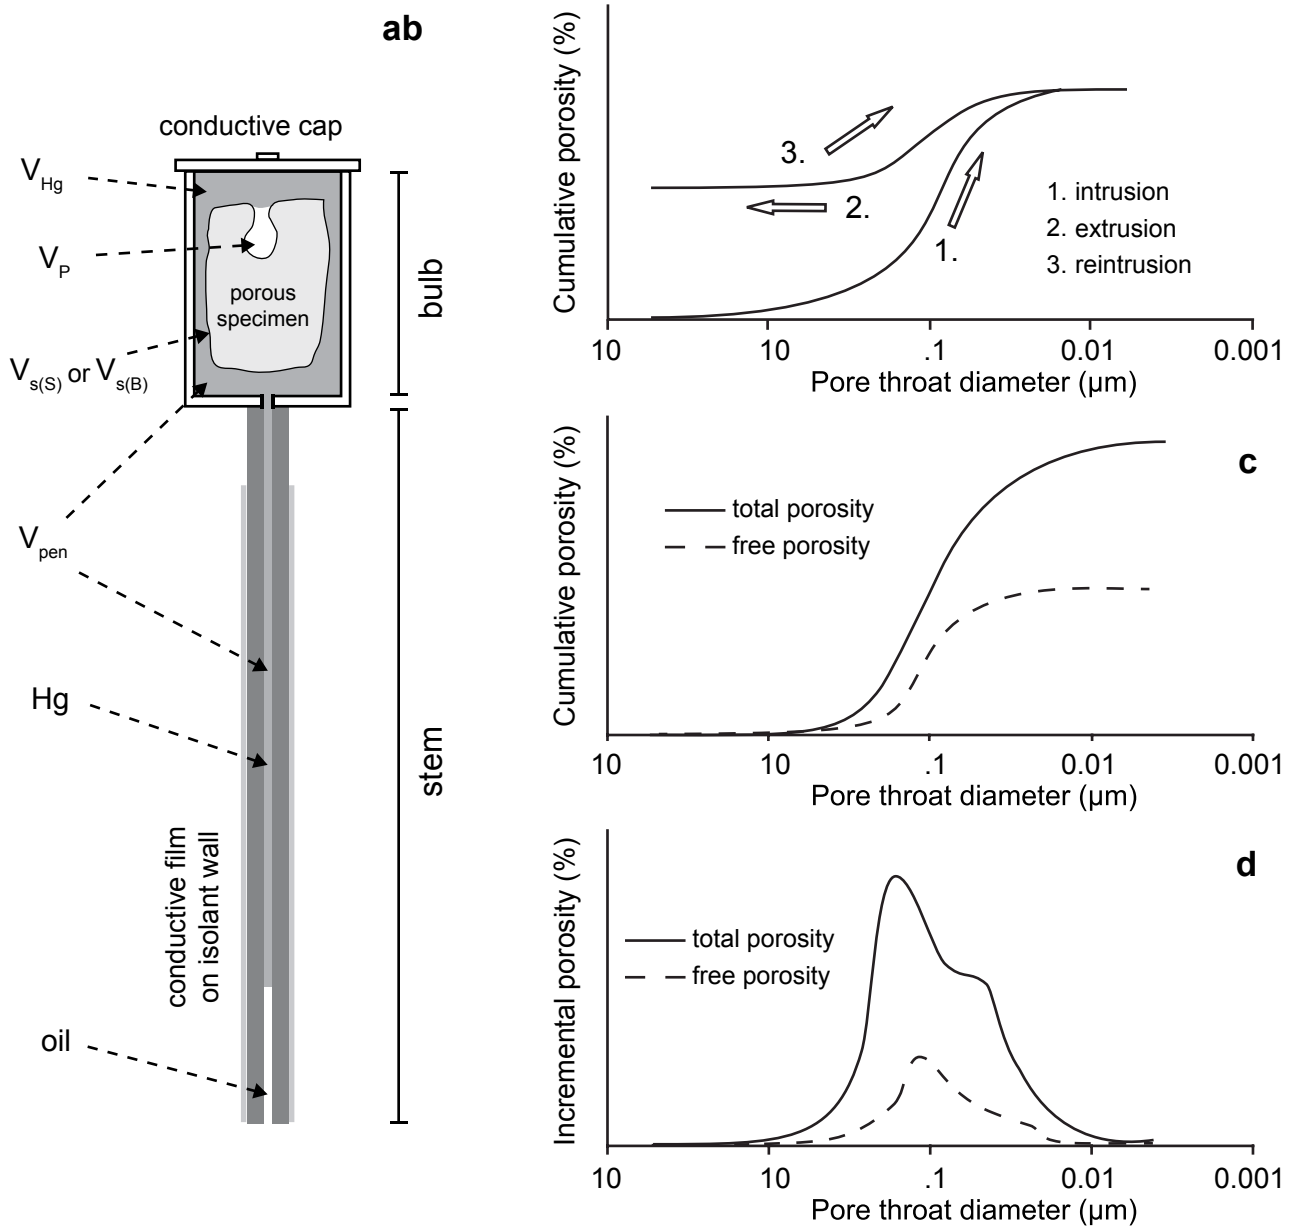 ab
conductive cap
V_Hg
V_P
porous
specimen
V_s(S) or V_s(B)
bulb
V_pen
Hg
stem
conductive film
on isolant wall
oil
Cumulative porosity (%)
3.
2.
1.
1. intrusion
2. extrusion
3. reintrusion
10 10 .1 0.01 0.001
Pore throat diameter (µm)
c
Cumulative porosity (%)
total porosity
free porosity
10 10 .1 0.01 0.001
Pore throat diameter (µm)
d
Incremental porosity (%)
total porosity
free porosity
10 10 .1 0.01 0.001
Pore throat diameter (µm)